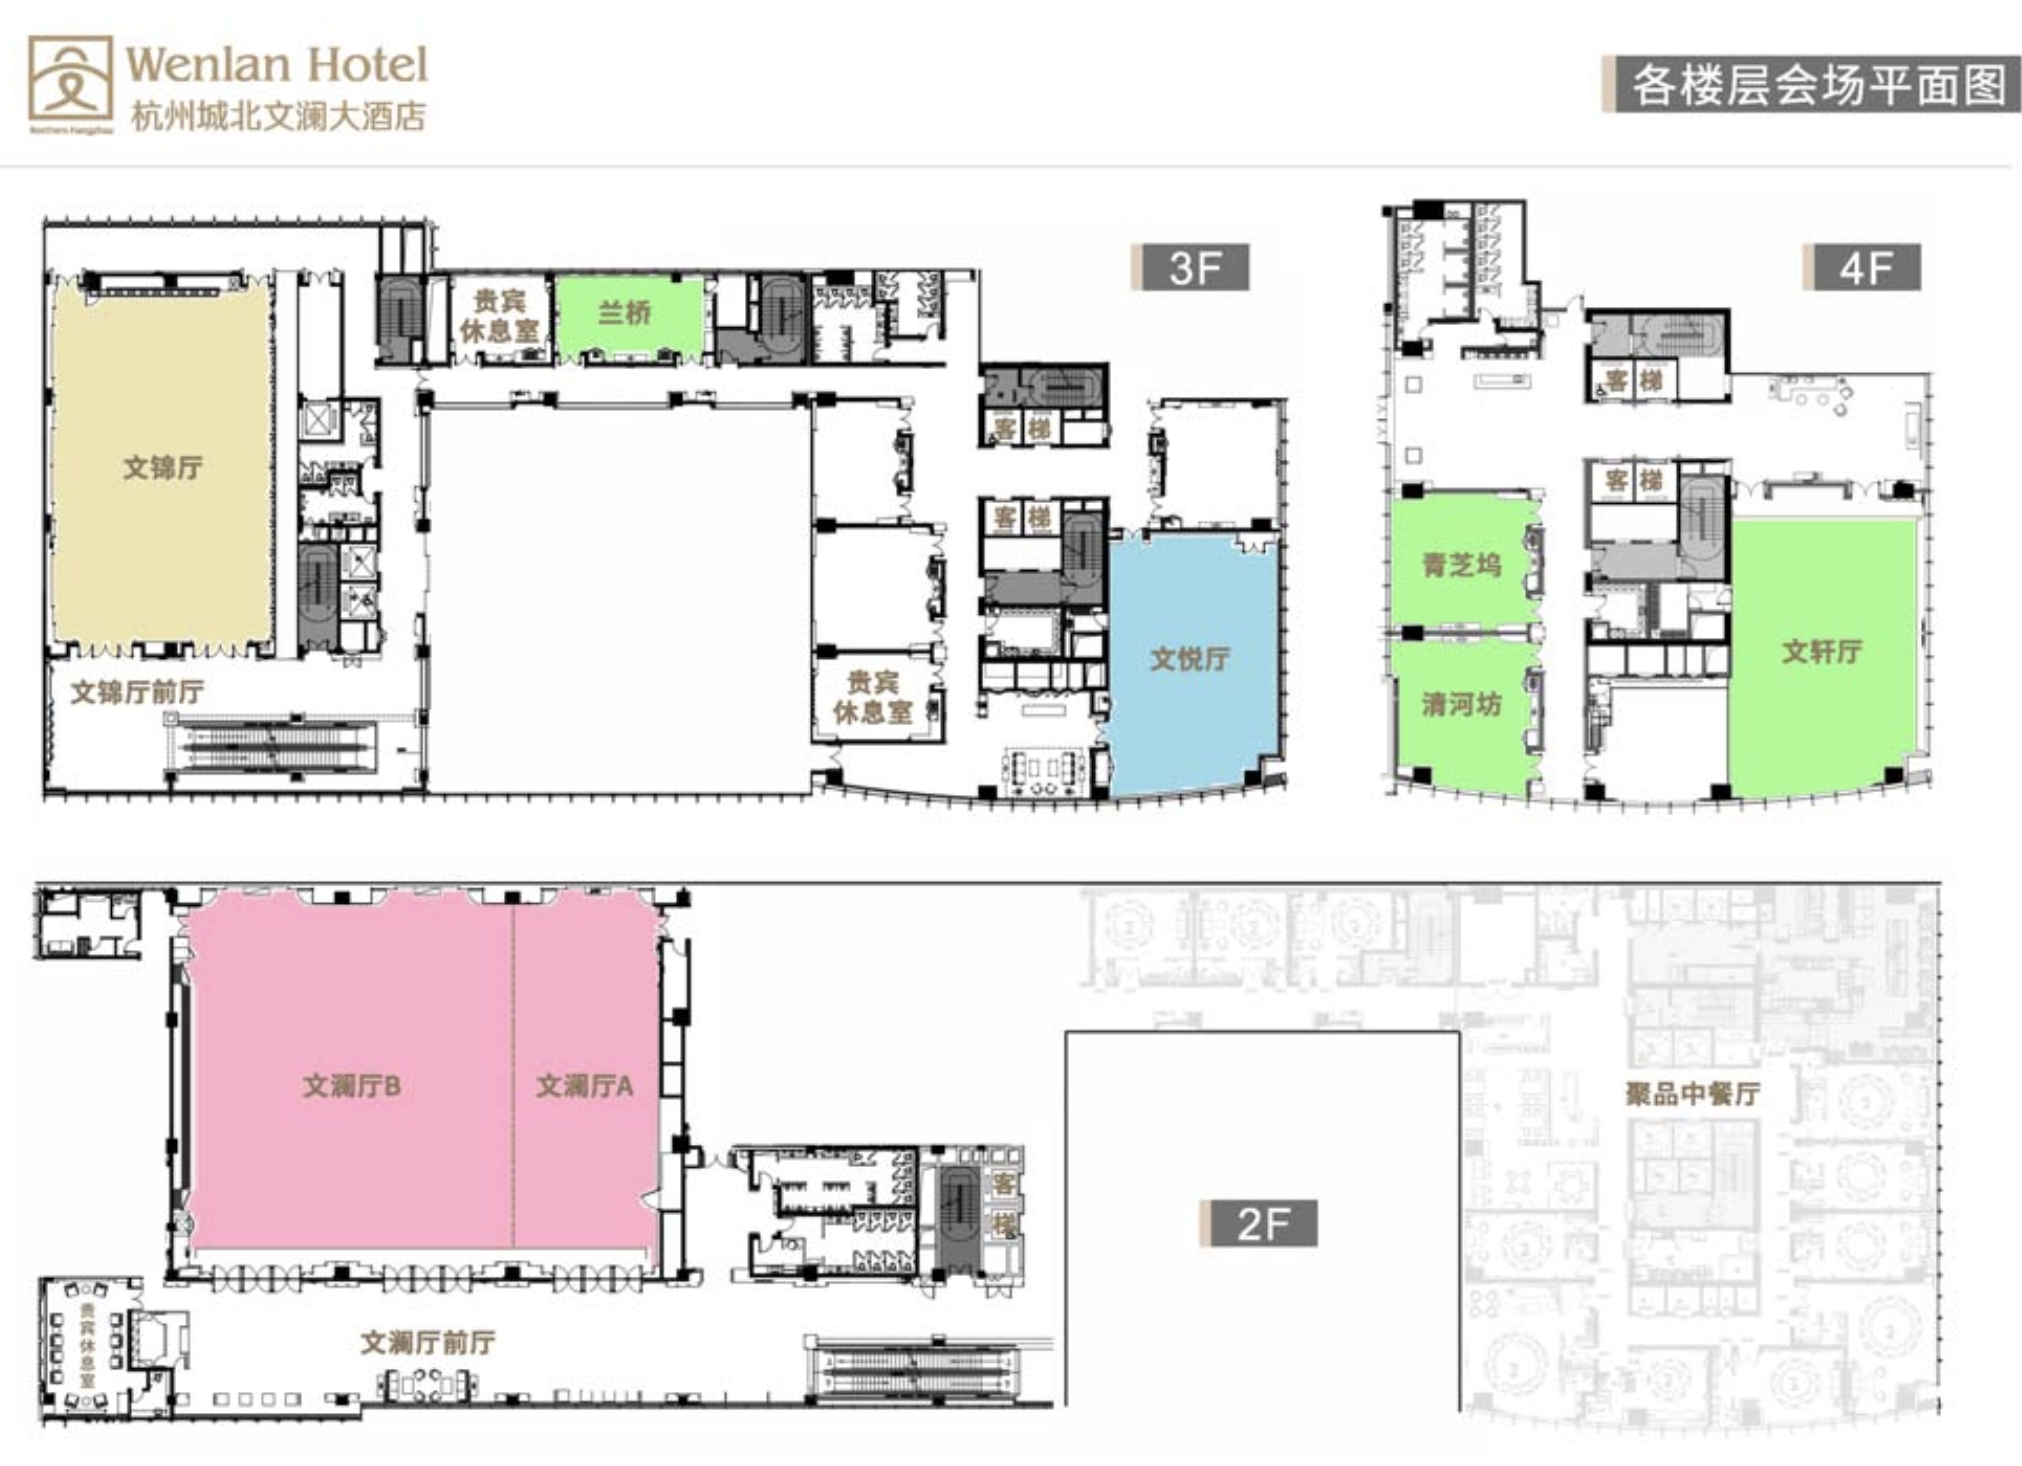 Wenlan Hotel
杭州城北文澜大酒店
Northern Hangzhou
各楼层会场平面图
3F
4F
贵宾
休息室
兰桥
文锦厅
文锦厅前厅
客 梯
客 梯
贵宾
休息室
文悦厅
客 梯
客 梯
青芝坞
清河坊
文轩厅
文澜厅B
文澜厅A
客
梯
贵宾休息室
文澜厅前厅
2F
聚品中餐厅